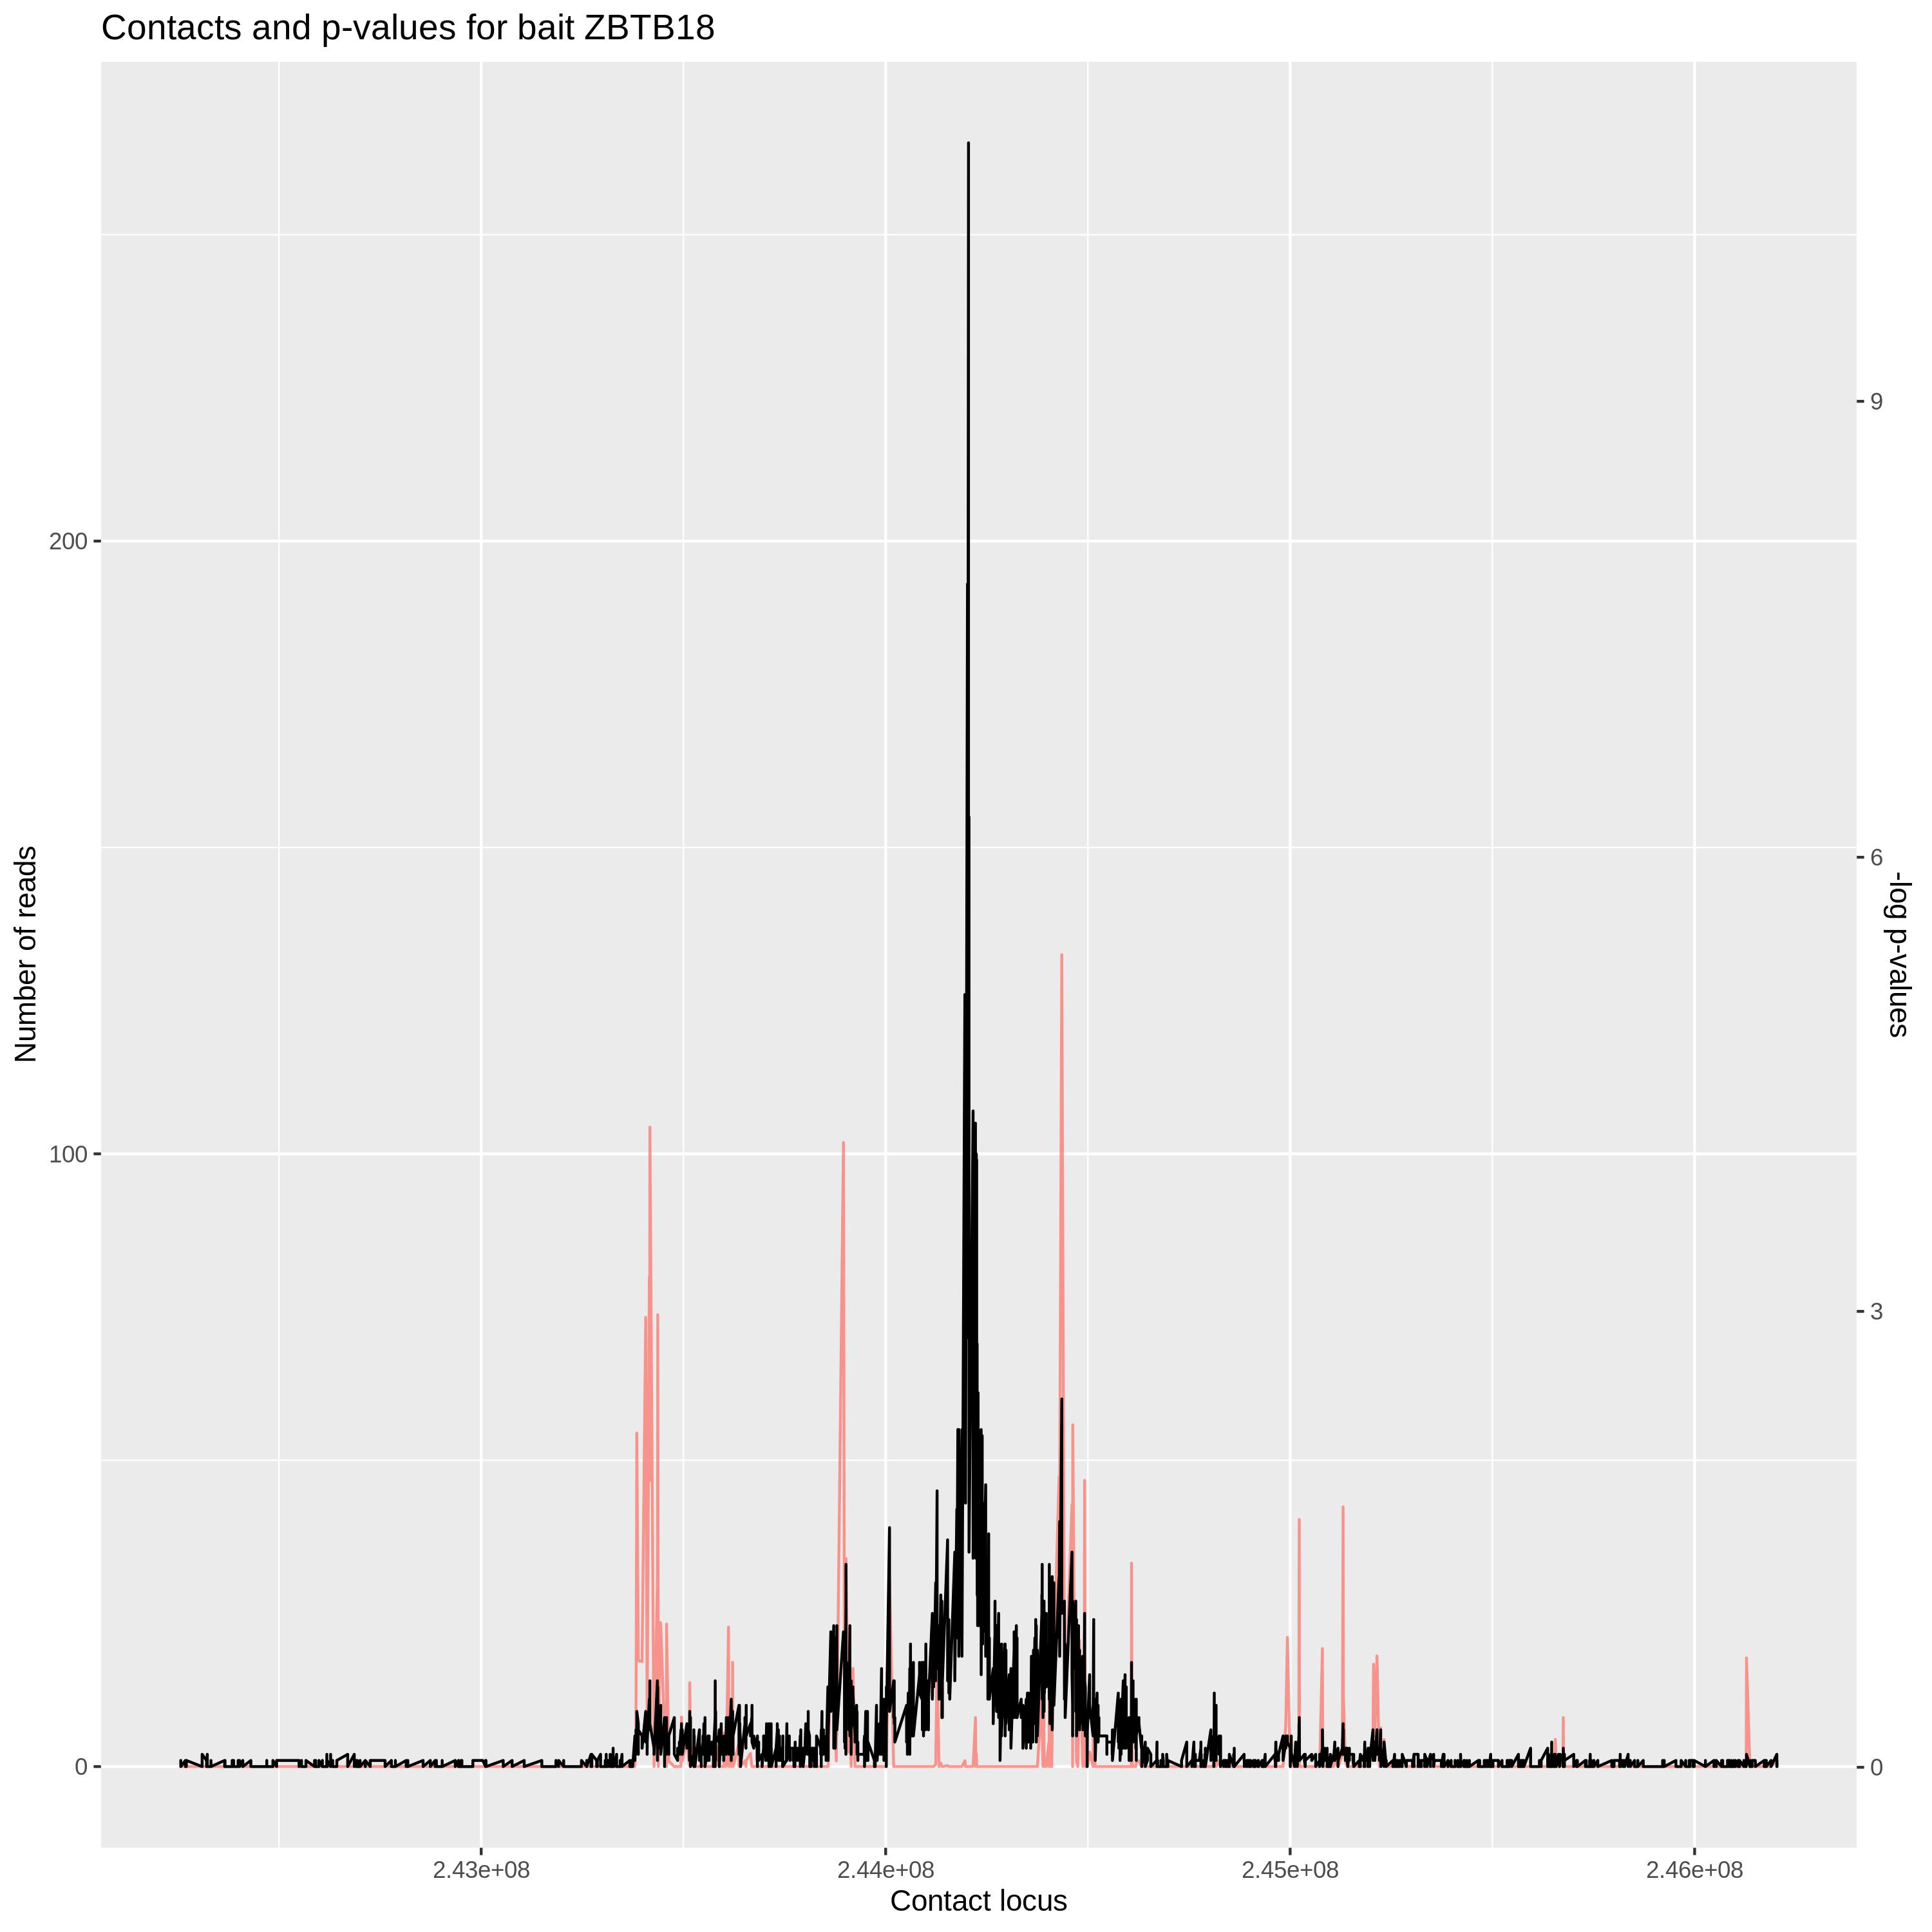 Contacts and p-values for bait ZBTB18
Number of reads
200
100
0
9
6
3
0
-log p-values
2.43e+08 2.44e+08 2.45e+08 2.46e+08
Contact locus